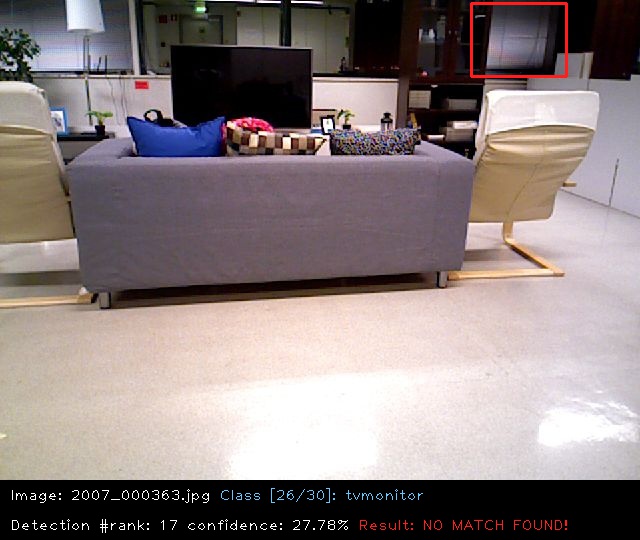 Image: 2007_000363.jpg Class [26/30]: tvmonitor
Detection #rank: 17 confidence: 27.78% Result: NO MATCH FOUND!